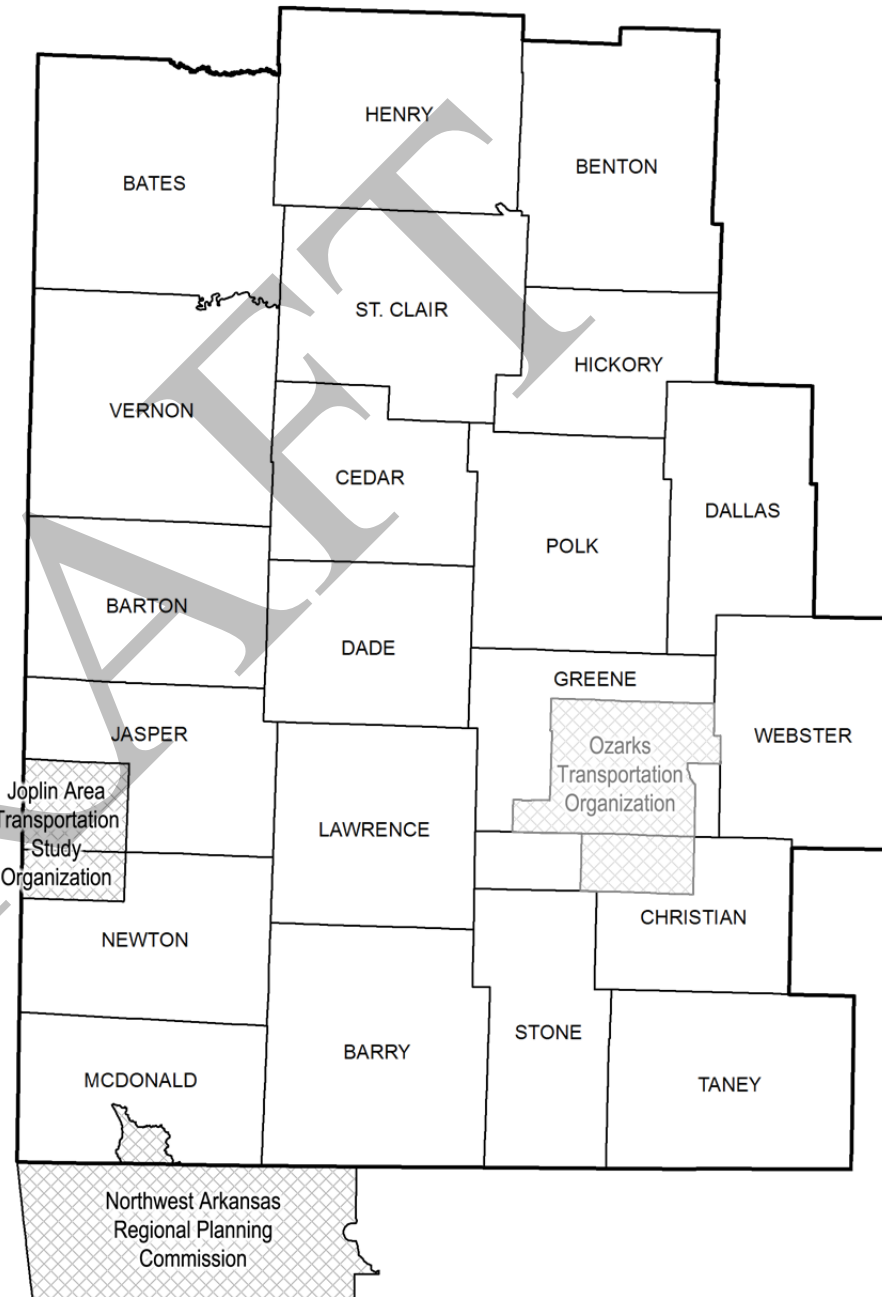 HENRY
BENTON
BATES
ST. CLAIR
HICKORY
VERNON
CEDAR
DALLAS
POLK
BARTON
DADE
GREENE
JASPER
WEBSTER
Ozarks
Transportation
Organization
Joplin Area
Transportation
Study
Organization
LAWRENCE
CHRISTIAN
NEWTON
STONE
BARRY
MCDONALD
TANEY
Northwest Arkansas
Regional Planning
Commission
RAFT